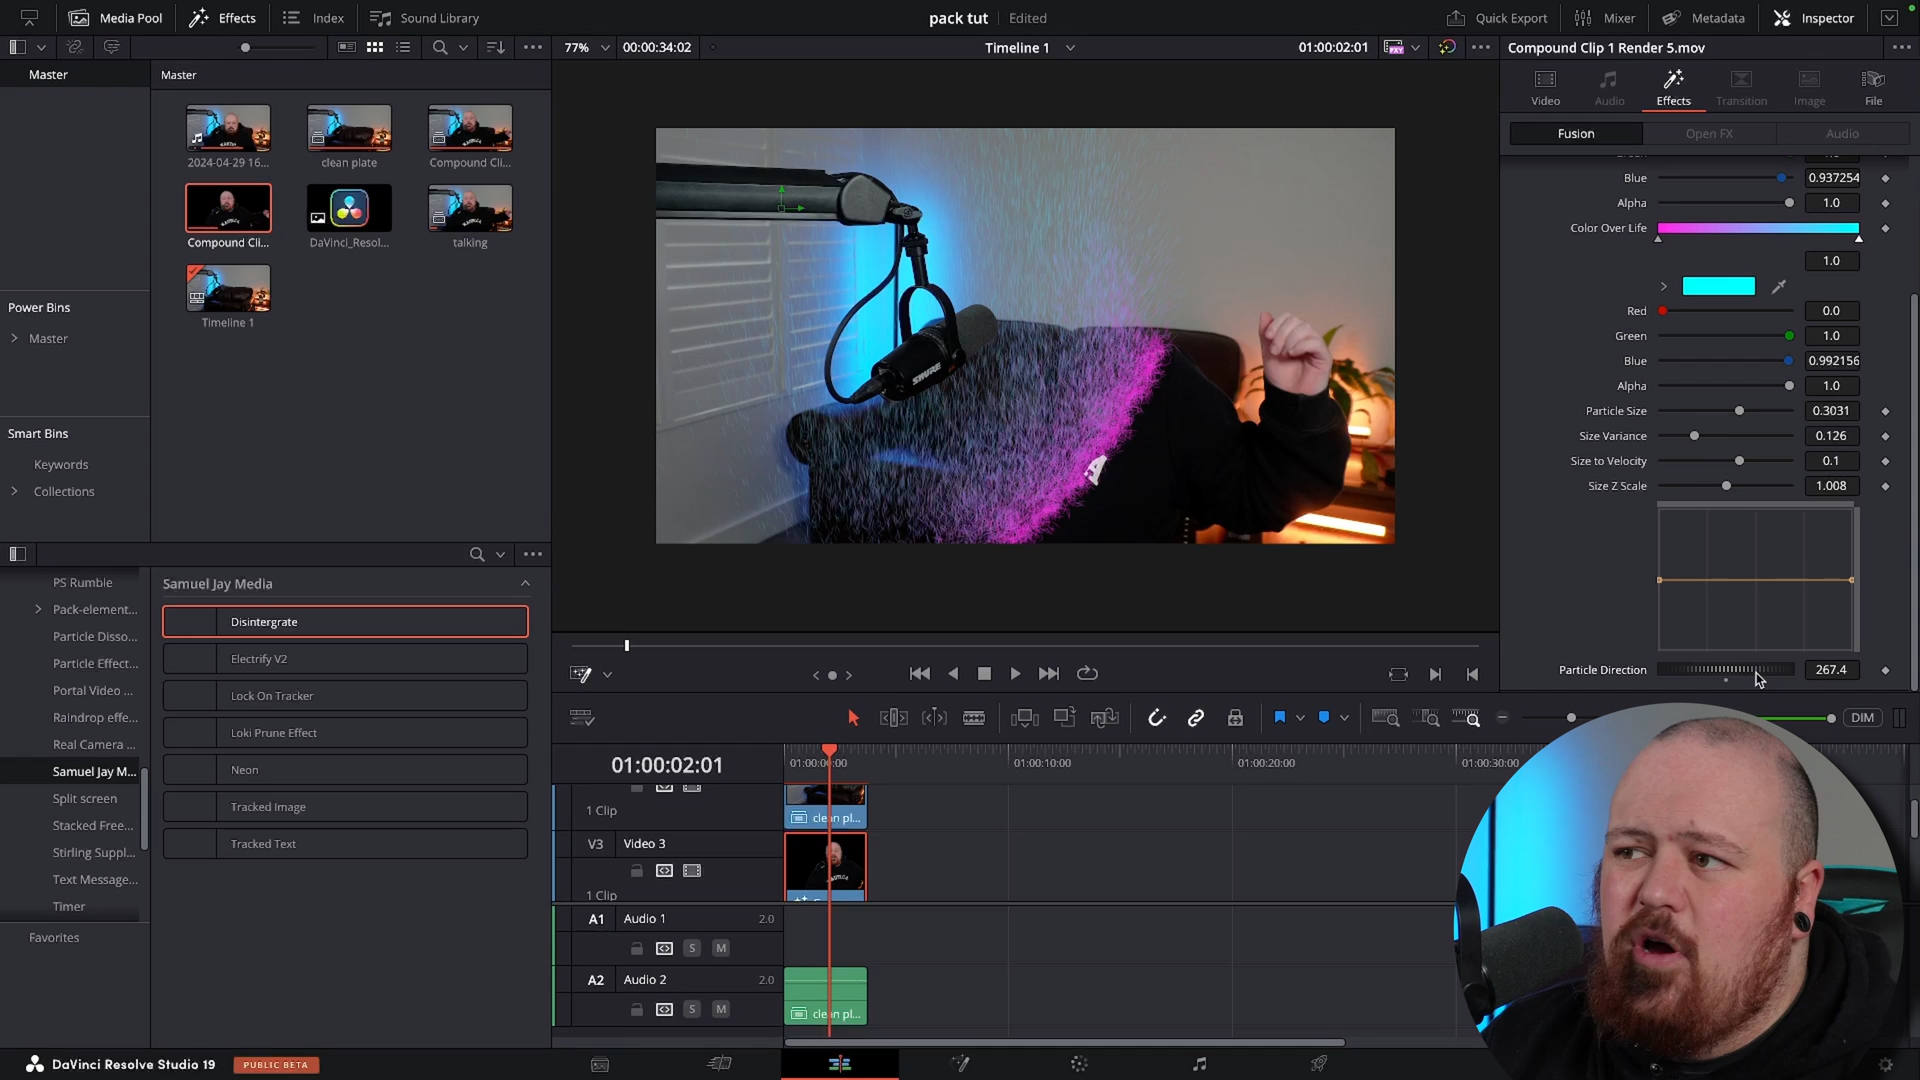 Media Pool
Effects
Index
Sound Library
pack tut
Edited
Quick Export
Mixer
Metadata
Inspector
77%
00:00:34:02
Timeline 1
01:00:02:01
Compound Clip 1 Render 5.mov
Master
Master
Video
Audio
Effects
Transition
Image
File
Fusion
Open FX
Audio
2024-04-29 16...
clean plate
Compound Cli...
Compound Cli...
DaVinci_Resol...
talking
Timeline 1
Power Bins
Master
Smart Bins
Keywords
Collections
Blue
0.937254
Alpha
1.0
Color Over Life
1.0
Red
0.0
Green
1.0
Blue
0.992156
Alpha
1.0
Particle Size
0.3031
Size Variance
0.126
Size to Velocity
0.1
Size Z Scale
1.008
Particle Direction
267.4
SHURE
A
PS Rumble
Pack-element...
Particle Disso...
Particle Effect...
Portal Video ...
Raindrop effe...
Real Camera ...
Samuel Jay M...
Split screen
Stacked Free...
Stirling Suppl...
Text Message...
Timer
Favorites
Samuel Jay Media
Disintergrate
Electrify V2
Lock On Tracker
Loki Prune Effect
Neon
Tracked Image
Tracked Text
DIM
01:00:02:01
01:00:00:00
01:00:10:00
01:00:20:00
01:00:30:00
1 Clip
clean pl...
V3
Video 3
1 Clip
A1
Audio 1
2.0
S
M
A2
Audio 2
2.0
S
M
clean pl...
DaVinci Resolve Studio 19
PUBLIC BETA